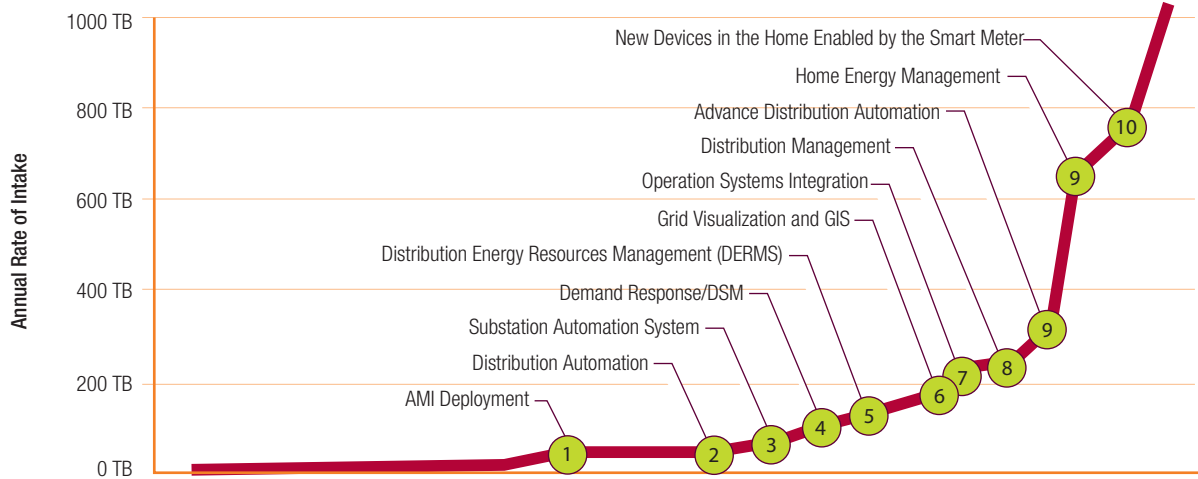 1000 TB
New Devices in the Home Enabled by the Smart Meter
Home Energy Management
800 TB
Advance Distribution Automation
10
Distribution Management
Operation Systems Integration
9
600 TB
Grid Visualization and GIS
Distribution Energy Resources Management (DERMS)
Annual Rate of Intake
400 TB
Demand Response/DSM
Substation Automation System
9
Distribution Automation
8
200 TB
7
AMI Deployment
6
5
4
3
2
1
0 TB